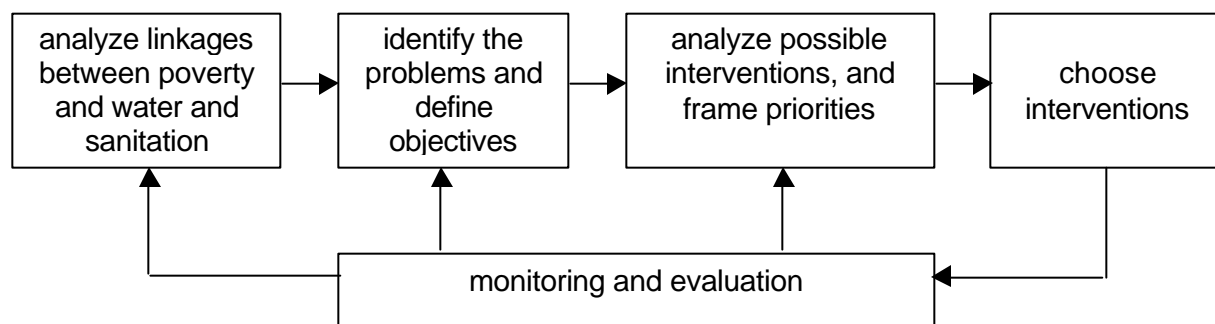 analyze linkages
between poverty
and water and
sanitation
identify the
problems and
define
objectives
analyze possible
interventions, and
frame priorities
choose
interventions
monitoring and evaluation